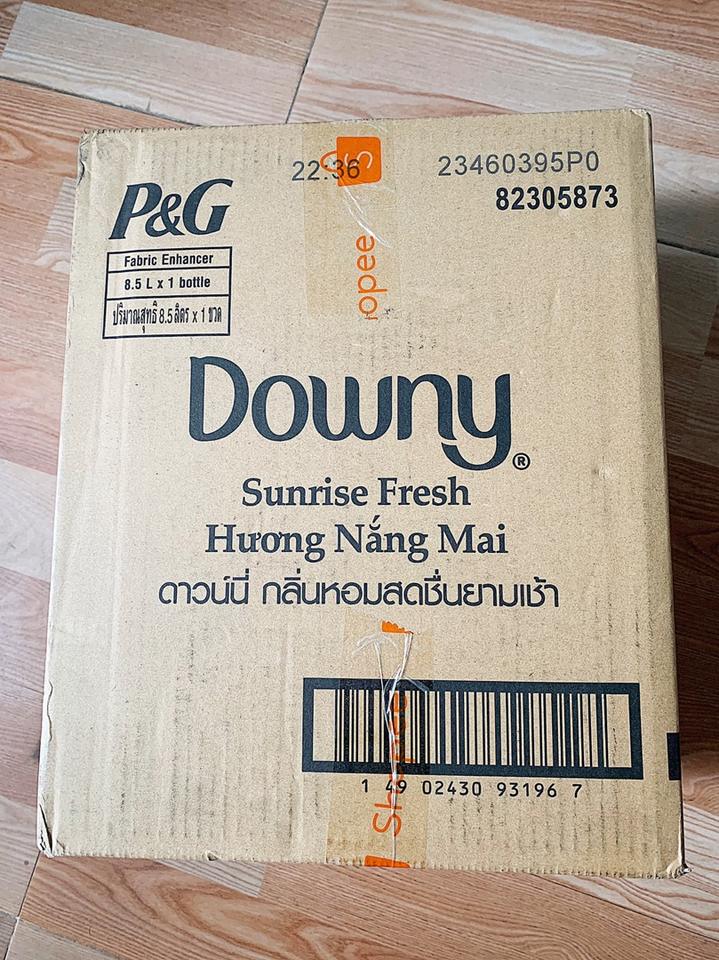 22:36
23460395P0
82305873
P&G
Fabric Enhancer
8.5 L x 1 bottle
ปริมาณสุทธิ 8.5 ลิตร x 1 ขวด
opee
Downy®
Sunrise Fresh
Hương Nắng Mai
ดาวน์นี่ กลิ่นหอมสดชื่นยามเช้า
Shopee
1 49 02430 93196 7